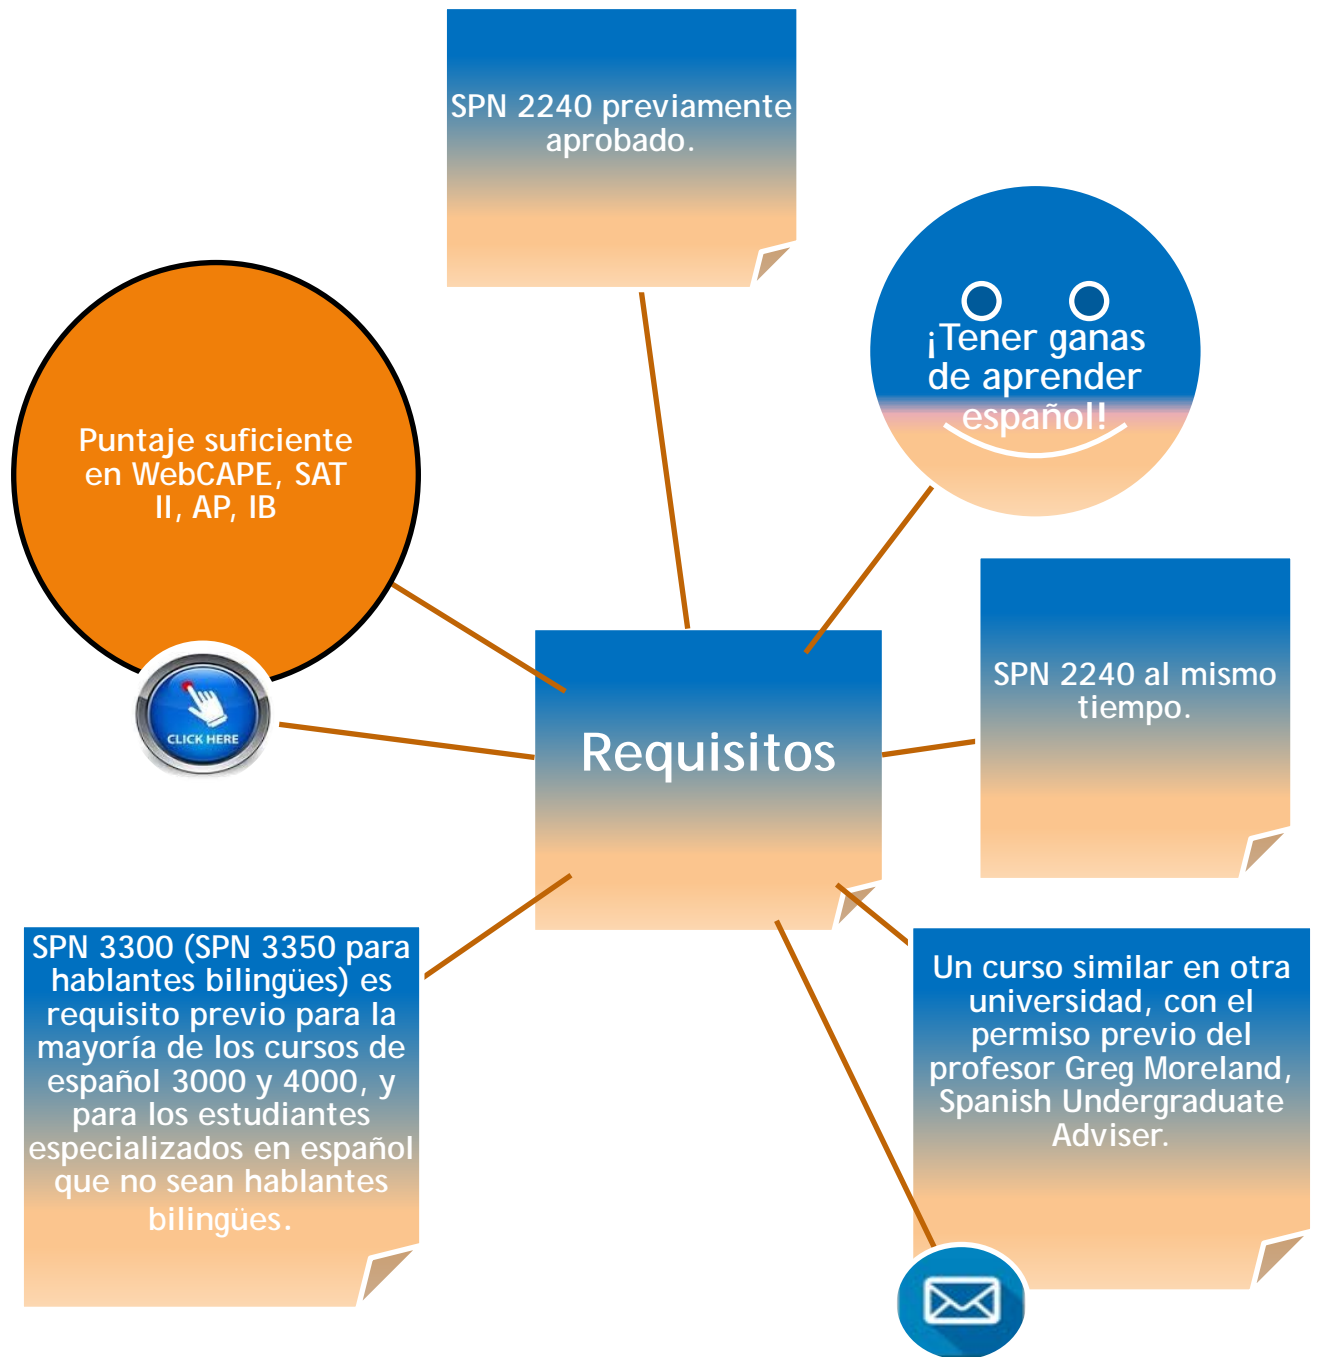 SPN 2240 previamente
aprobado.
¡Tener ganas
de aprender
español!
Puntaje suficiente
en WebCAPE, SAT
II, AP, IB
CLICK HERE
SPN 2240 al mismo
tiempo.
Requisitos
SPN 3300 (SPN 3350 para
hablantes bilingües) es
requisito previo para la
mayoría de los cursos de
español 3000 y 4000, y
para los estudiantes
especializados en español
que no sean hablantes
bilingües.
Un curso similar en otra
universidad, con el
permiso previo del
profesor Greg Moreland,
Spanish Undergraduate
Adviser.